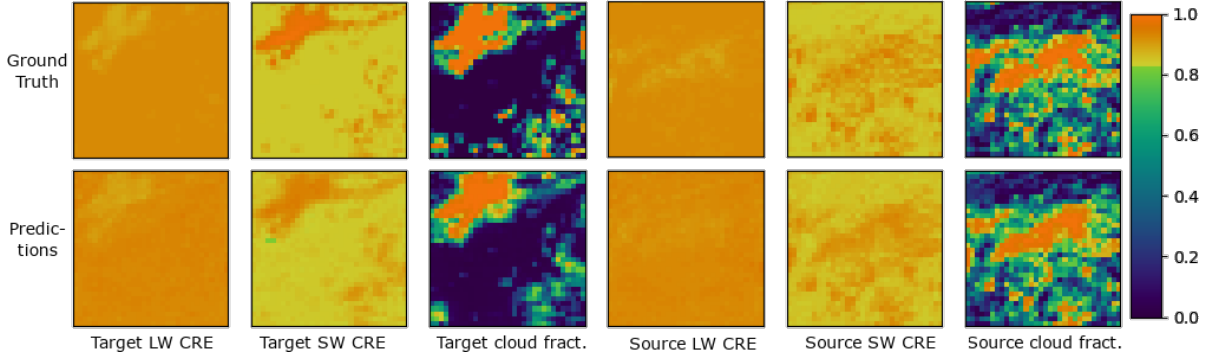 Ground
Truth
Predic-
tions
Target LW CRE
Target SW CRE
Target cloud fract.
Source LW CRE
Source SW CRE
Source cloud fract.
1.0
0.8
0.6
0.4
0.2
0.0